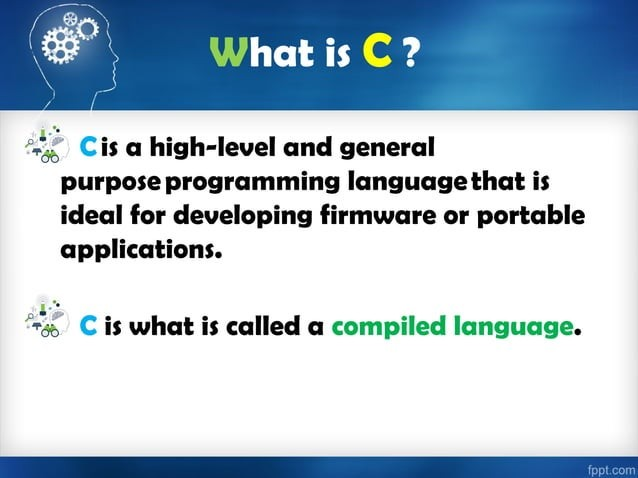 What is C ?
C is a high-level and general
purpose programming language that is
ideal for developing firmware or portable
applications.
C is what is called a compiled language.
fppt.com